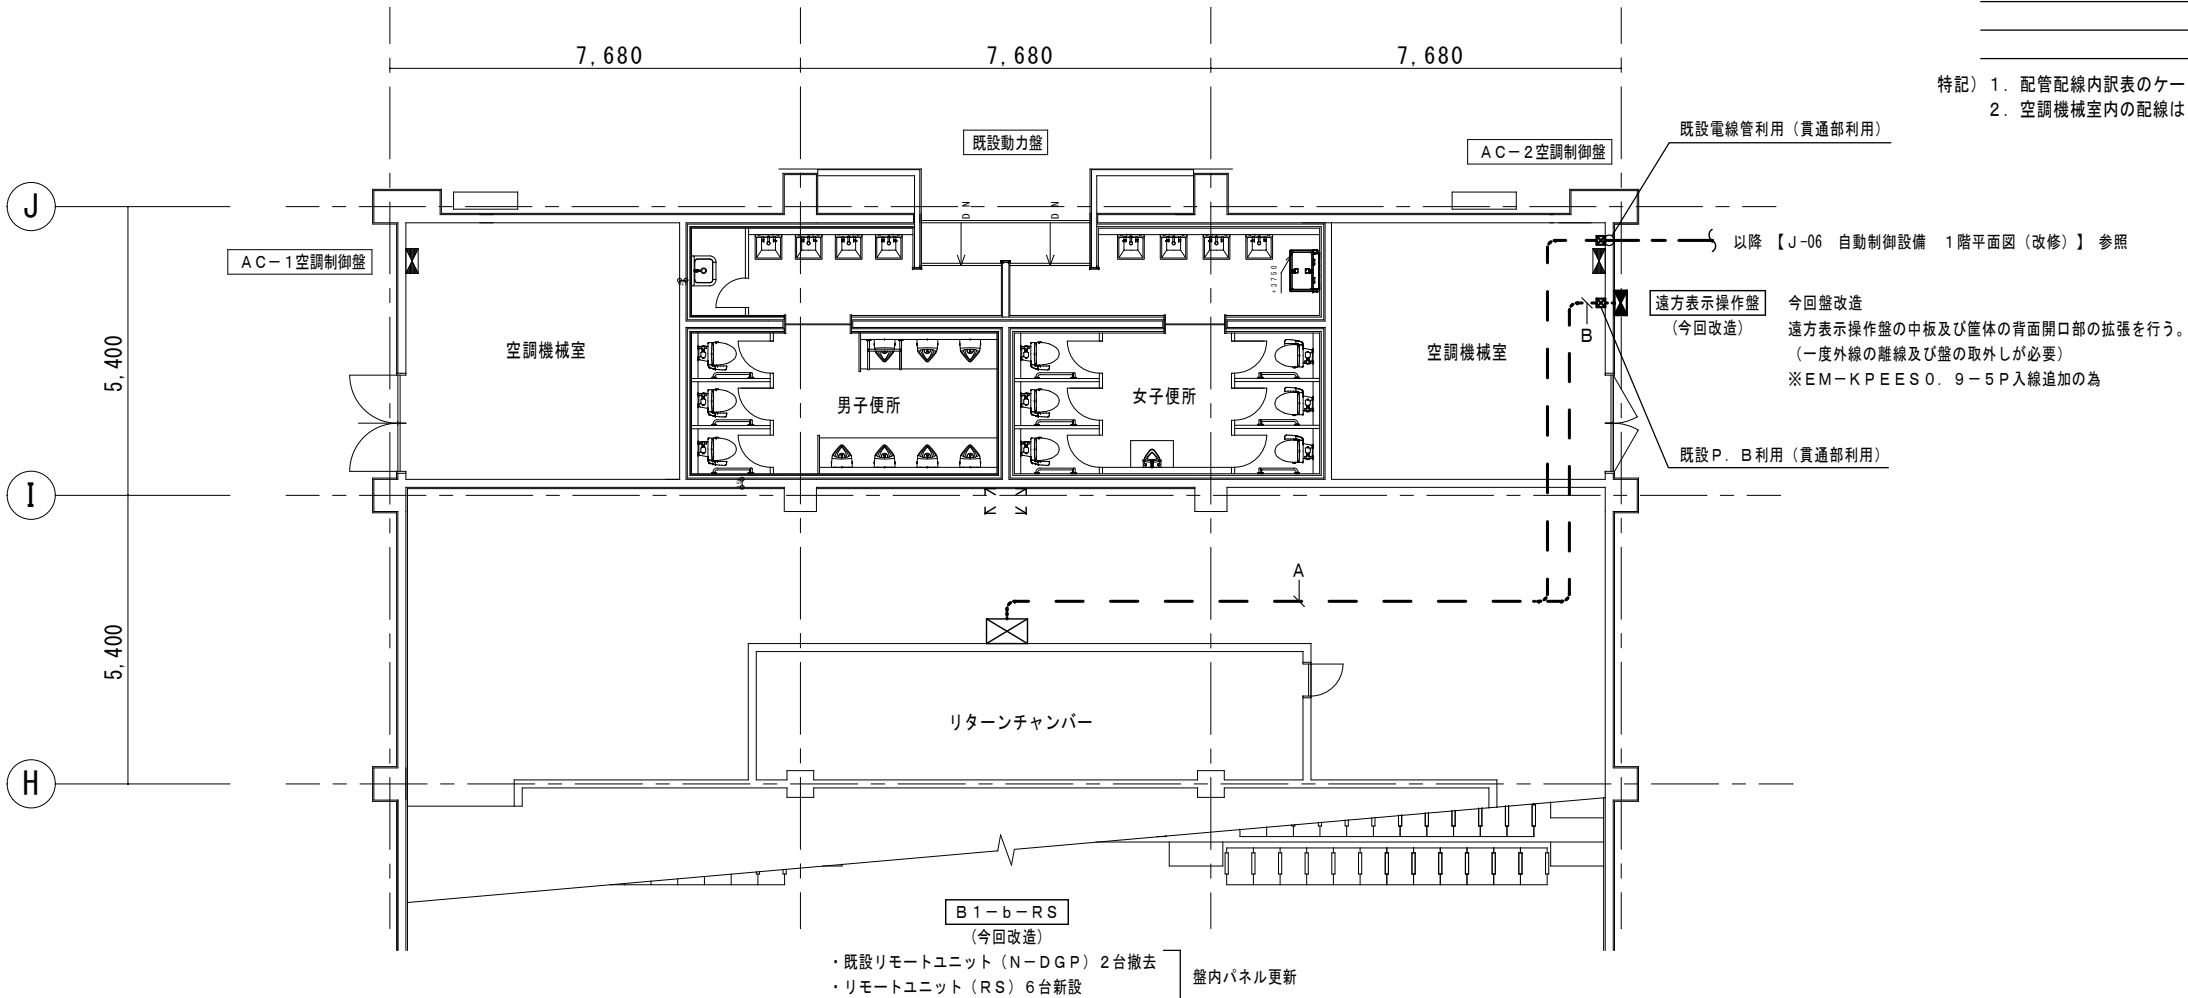 7,680
7,680
7,680
特記）１．配管配線内訳表のケー
２．空調機械室内の配線は
既設動力盤
AC－2空調制御盤
既設電線管利用（貫通部利用）
J
DN
DN
AC－1空調制御盤
以降 【J-06 自動制御設備 1階平面図（改修）】 参照
+3750
遠方表示操作盤
（今回改造）
今回盤改造
遠方表示操作盤の中板及び筐体の背面開口部の拡張を行う。
（一度外線の離線及び盤の取外しが必要）
※EM－KPEES0．9－5P入線追加の為
B
5,400
空調機械室
空調機械室
男子便所
女子便所
既設P．B利用（貫通部利用）
I
A
5,400
リターンチャンバー
H
B1－b－RS
（今回改造）
・既設リモートユニット（N－DGP）2台撤去
・リモートユニット（RS）6台新設
盤内パネル更新